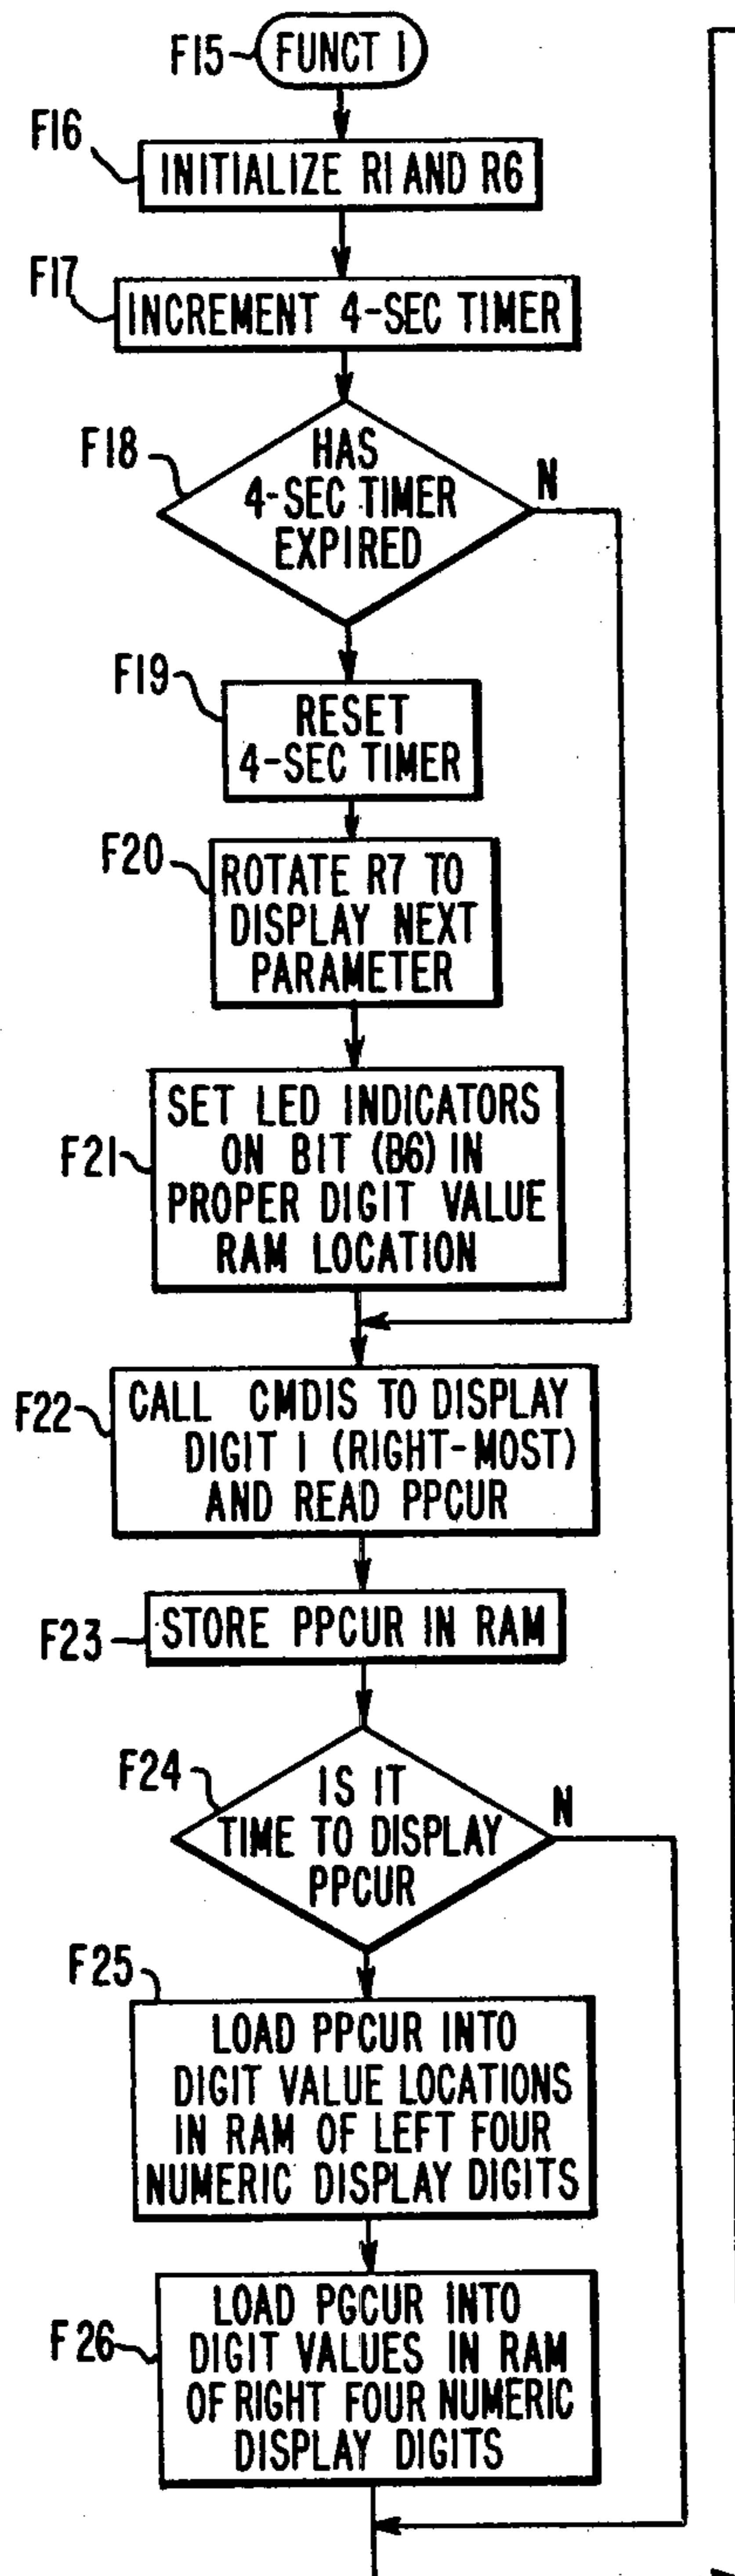 F15 FUNCT 1
F16
INITIALIZE R1 AND R6
F17
INCREMENT 4-SEC TIMER
F18
HAS
4-SEC TIMER
EXPIRED
N
F19
RESET
4-SEC TIMER
F20
ROTATE R7 TO
DISPLAY NEXT
PARAMETER
SET LED INDICATORS
F21 ON BIT (B6) IN
PROPER DIGIT VALUE
RAM LOCATION
F22
CALL CMDIS TO DISPLAY
DIGIT 1 (RIGHT-MOST)
AND READ PPCUR
F23 STORE PPCUR IN RAM
F24
IS IT
TIME TO DISPLAY
PPCUR
N
F25
LOAD PPCUR INTO
DIGIT VALUE LOCATIONS
IN RAM OF LEFT FOUR
NUMERIC DISPLAY DIGITS
F26
LOAD PGCUR INTO
DIGIT VALUES IN RAM
OF RIGHT FOUR NUMERIC
DISPLAY DIGITS